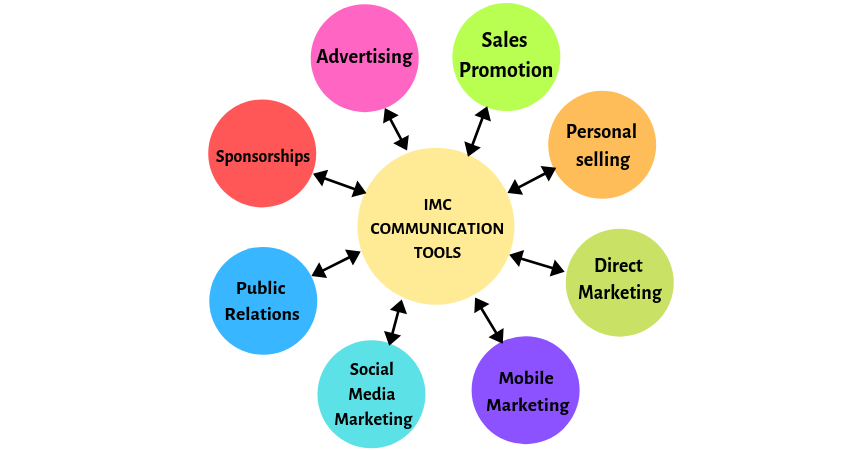 Advertising
Sales
Promotion
Personal
selling
Direct
Marketing
Mobile
Marketing
Social
Media
Marketing
Public
Relations
Sponsorships
IMC
COMMUNICATION
TOOLS